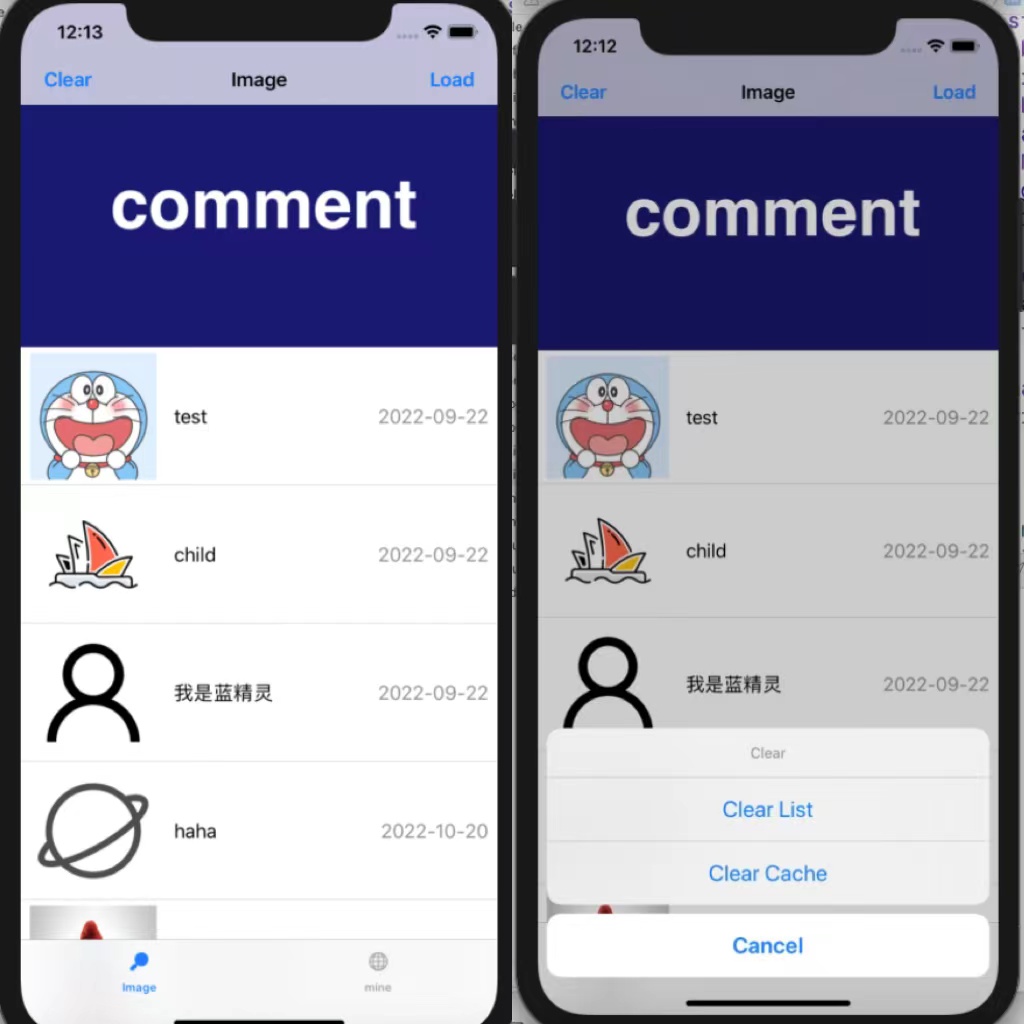 12:13
Clear Image Load
comment
test 2022-09-22
child 2022-09-22
我是蓝精灵 2022-09-22
haha 2022-10-20
Image mine
12:12
Clear Image Load
comment
test 2022-09-22
child 2022-09-22
我是蓝精灵 2022-09-22
Clear
Clear List
Clear Cache
Cancel